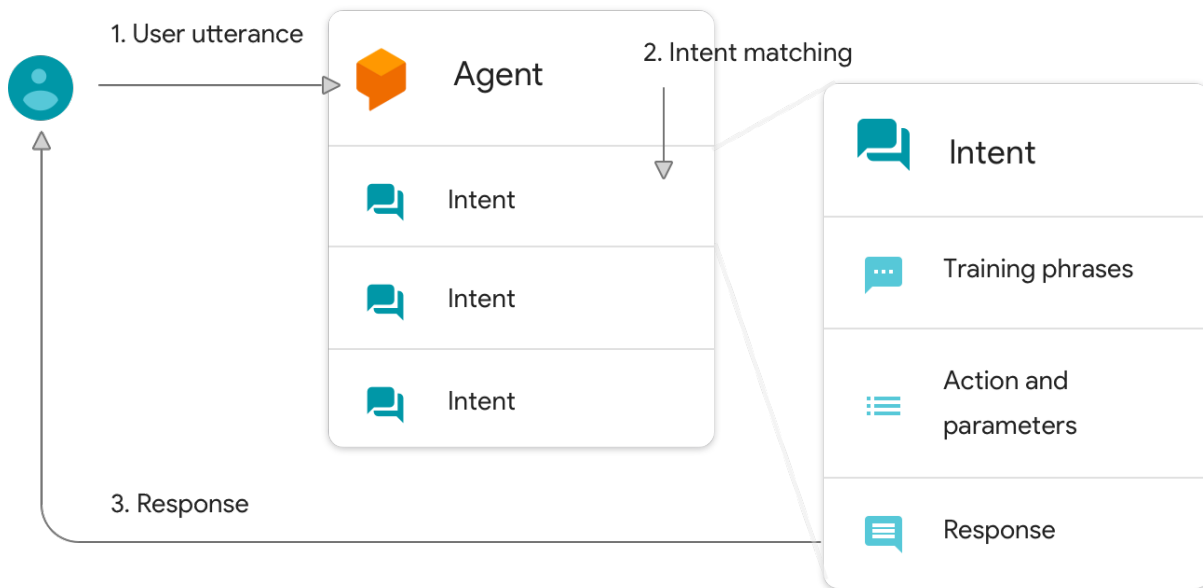 1. User utterance
Agent
2. Intent matching
Intent
Intent
Intent
Intent
Training phrases
Action and
parameters
Response
3. Response